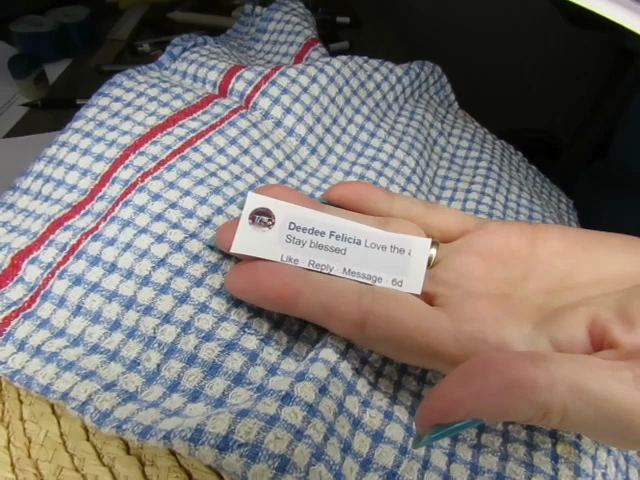 Deedee Felicia Love the
Stay blessed
Like · Reply · Message · 6d